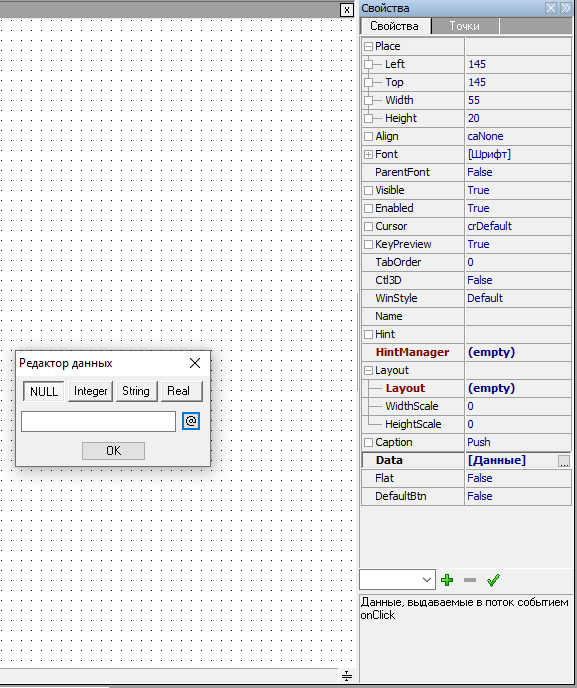 x
Свойства
Свойства Точки
Place
Left 145
Top 145
Width 55
Height 20
Align caNone
Font [Шрифт]
ParentFont False
Visible True
Enabled True
Cursor crDefault
KeyPreview True
TabOrder 0
Ctl3D False
WinStyle Default
Name
Hint
HintManager (empty)
Layout
Layout (empty)
WidthScale 0
HeightScale 0
Caption Push
Data [Данные] ...
Flat False
DefaultBtn False
Данные, выдаваемые в поток событием
onClick
Редактор данных
NULL Integer String Real
@
OK